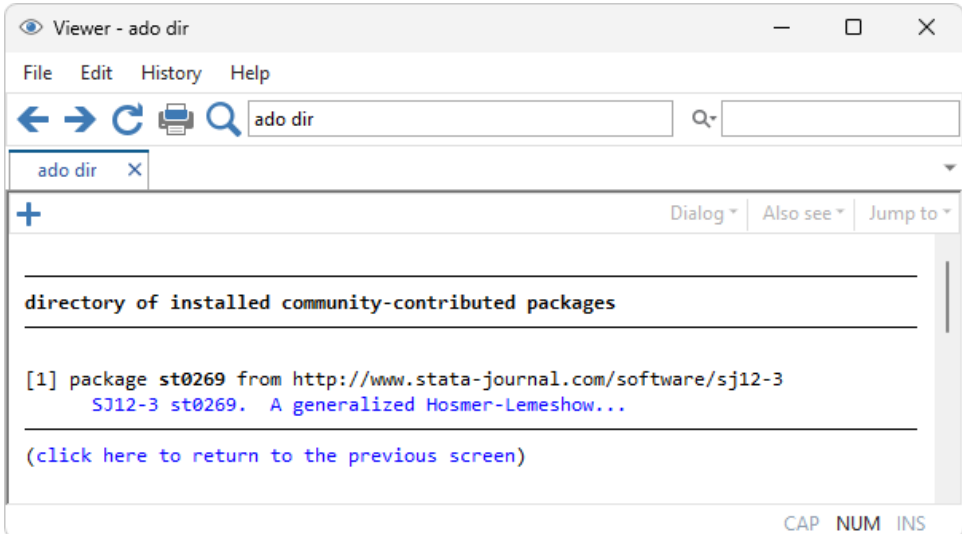 Viewer - ado dir
File Edit History Help
ado dir
ado dir
Dialog Also see Jump to
directory of installed community-contributed packages
[1] package st0269 from http://www.stata-journal.com/software/sj12-3
SJ12-3 st0269. A generalized Hosmer-Lemeshow...
(click here to return to the previous screen)
CAP NUM INS